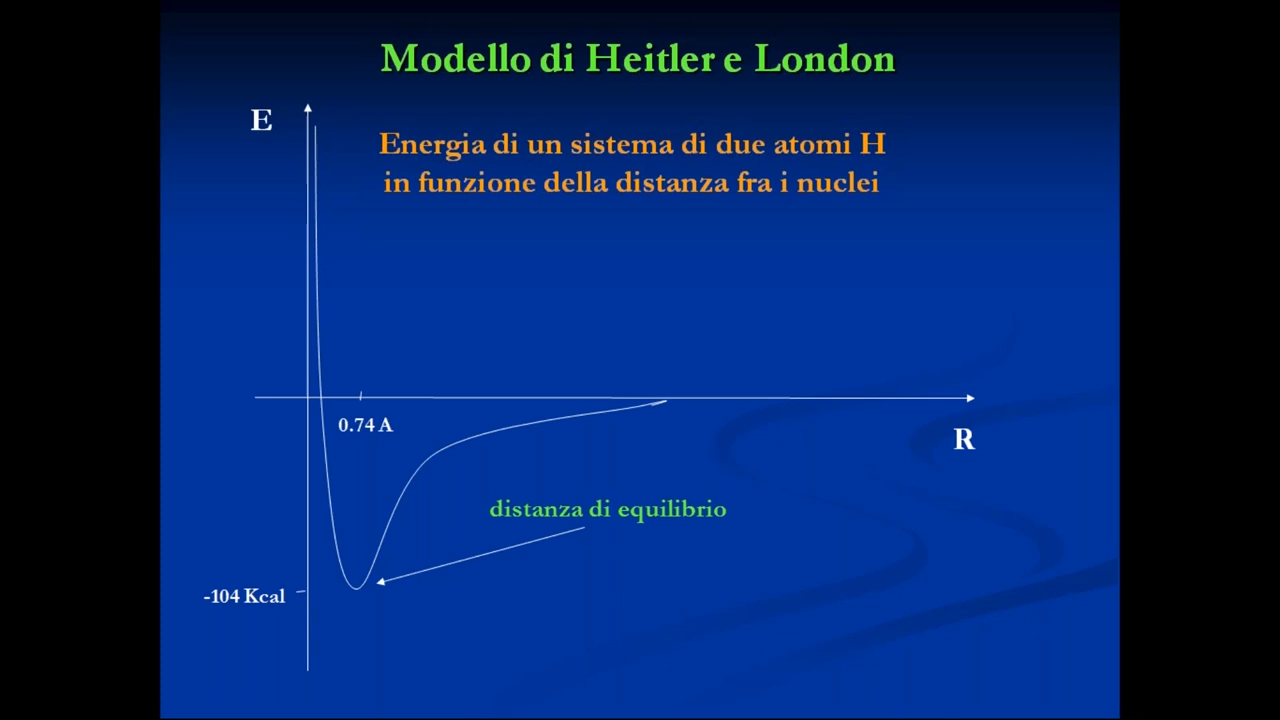 Modello di Heitler e London
E
Energia di un sistema di due atomi H
in funzione della distanza fra i nuclei
0.74 A
R
distanza di equilibrio
-104 Kcal